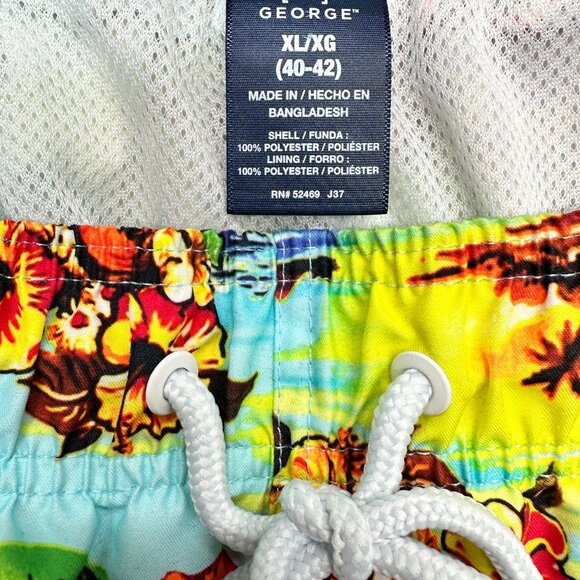 GEORGE™
XL/XG
(40-42)
MADE IN / HECHO EN
BANGLADESH
SHELL / FUNDA :
100% POLYESTER / POLIÉSTER
LINING / FORRO :
100% POLYESTER / POLIÉSTER
RN# 52469 J37